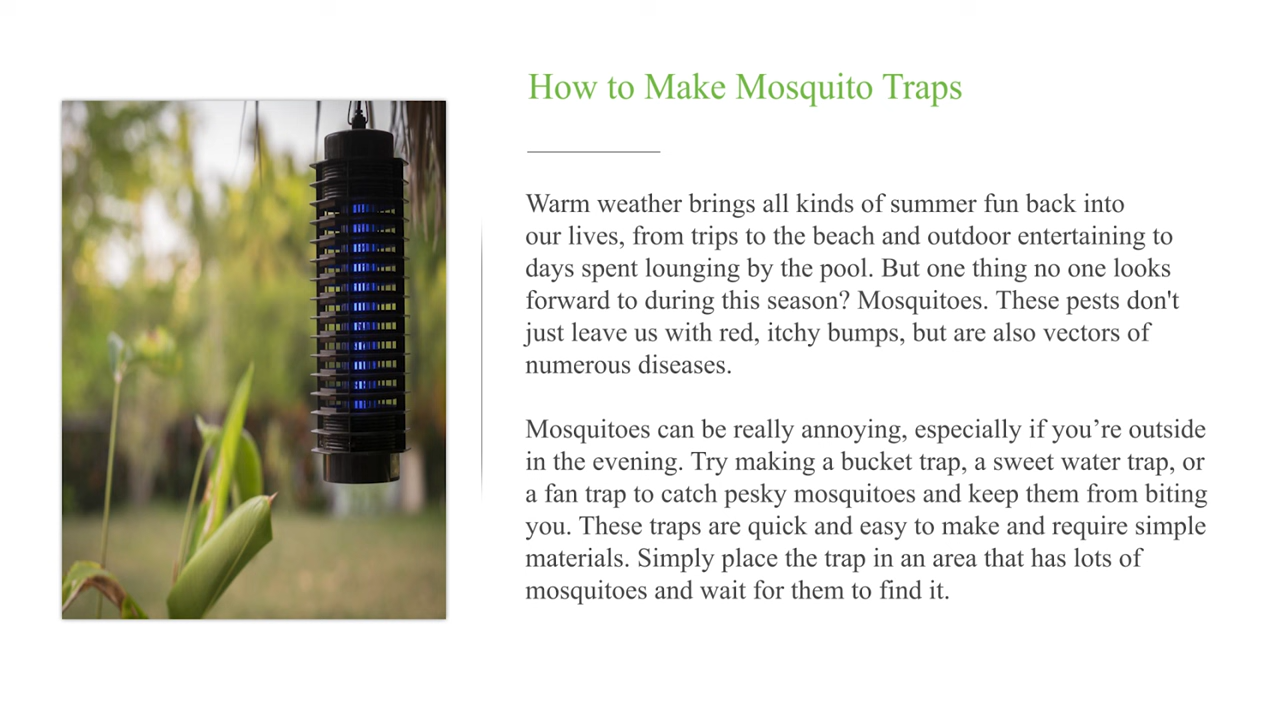 How to Make Mosquito Traps
Warm weather brings all kinds of summer fun back into
our lives, from trips to the beach and outdoor entertaining to
days spent lounging by the pool. But one thing no one looks
forward to during this season? Mosquitoes. These pests don't
just leave us with red, itchy bumps, but are also vectors of
numerous diseases.
Mosquitoes can be really annoying, especially if you’re outside
in the evening. Try making a bucket trap, a sweet water trap, or
a fan trap to catch pesky mosquitoes and keep them from biting
you. These traps are quick and easy to make and require simple
materials. Simply place the trap in an area that has lots of
mosquitoes and wait for them to find it.